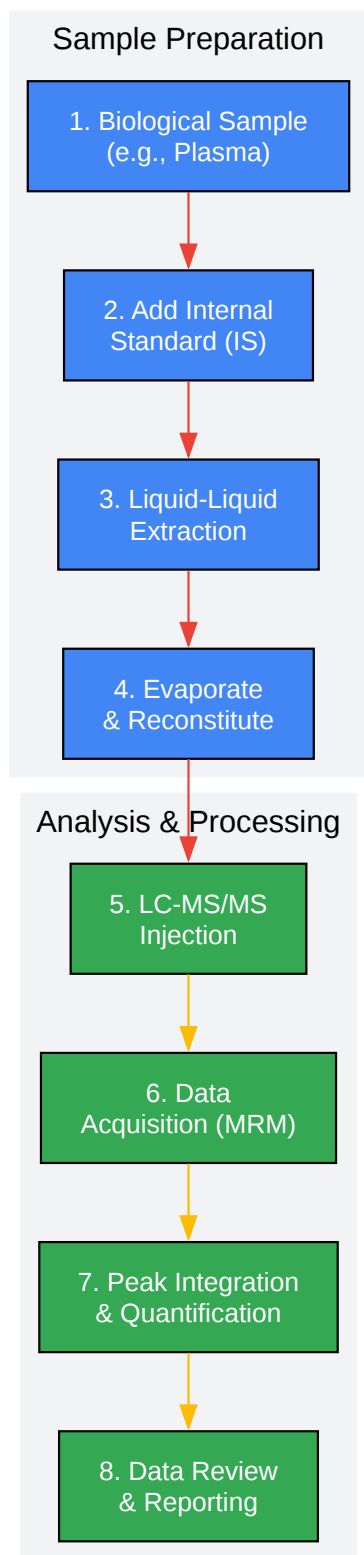 Sample Preparation
1. Biological Sample
(e.g., Plasma)
2. Add Internal
Standard (IS)
3. Liquid-Liquid
Extraction
4. Evaporate
& Reconstitute
Analysis & Processing
5. LC-MS/MS
Injection
6. Data
Acquisition (MRM)
7. Peak Integration
& Quantification
8. Data Review
& Reporting